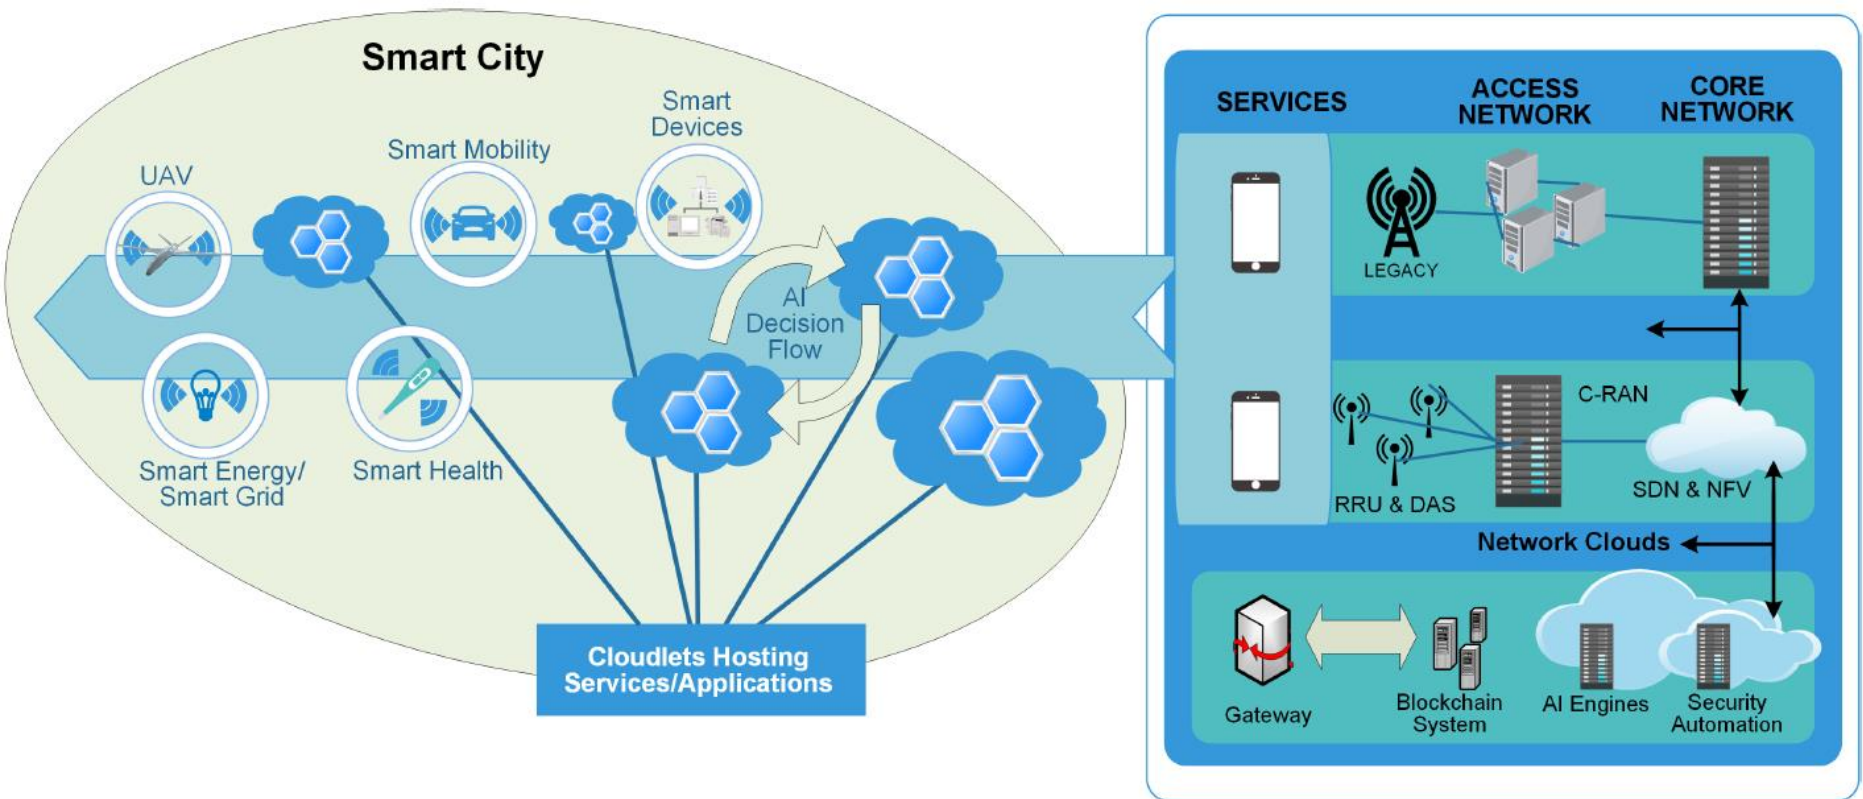 Smart City
UAV
Smart Mobility
Smart
Devices
AI
Decision
Flow
Smart Energy/
Smart Grid
Smart Health
Cloudlets Hosting
Services/Applications
SERVICES
ACCESS
NETWORK
CORE
NETWORK
LEGACY
C-RAN
RRU & DAS
SDN & NFV
Network Clouds
Gateway
Blockchain
System
AI Engines
Security
Automation